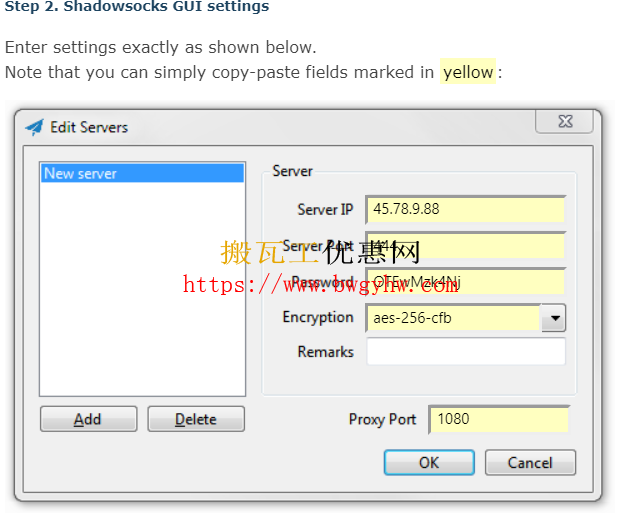 Step 2. Shadowsocks GUI settings
Enter settings exactly as shown below.
Note that you can simply copy-paste fields marked in yellow :
Edit Servers
New server
Server
Server IP 45.78.9.88
搬瓦工优惠网
Server Port 444
https://www.bwgyhw.com
Password
Encryption aes-256-cfb
Remarks
Add Delete
Proxy Port 1080
OK Cancel